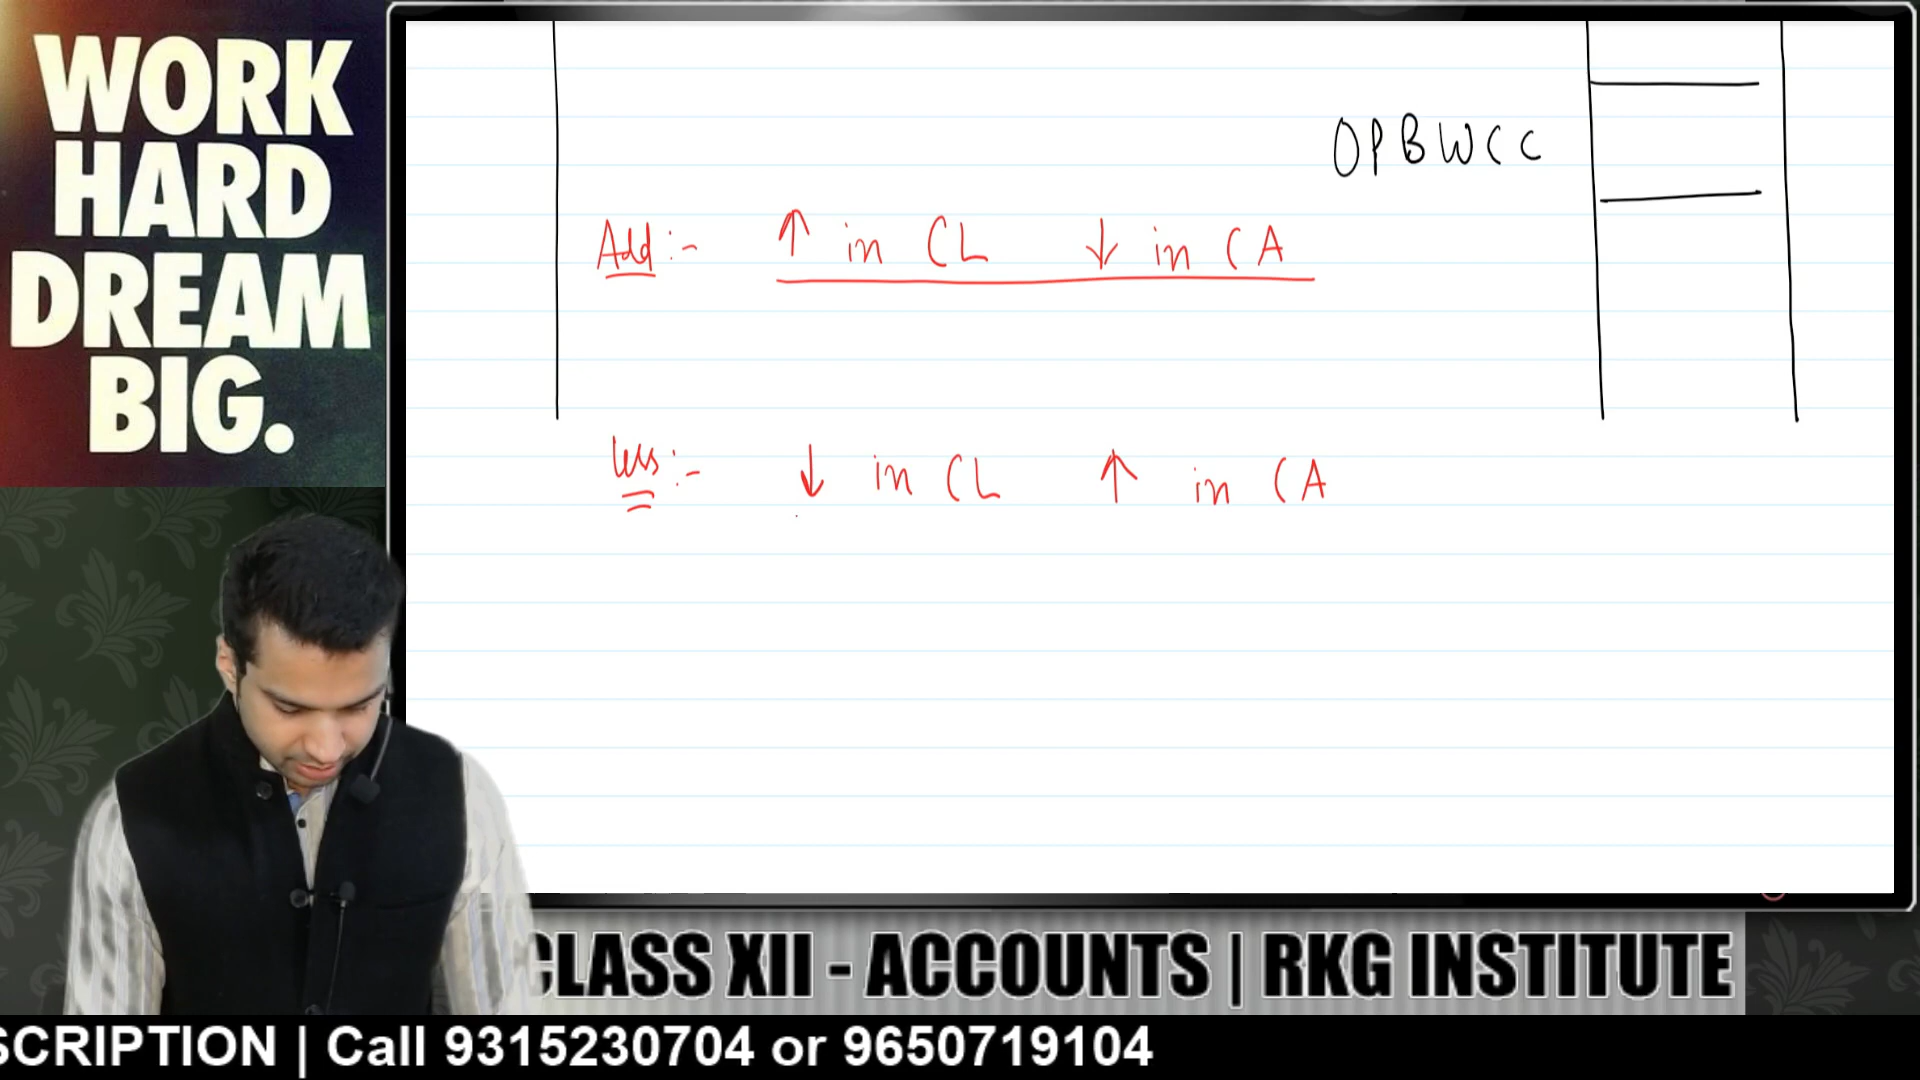 WORK
HARD
DREAM
BIG.
OPBWCC
Add :- ↑ in CL ↓ in CA
Less :- ↓ in CL ↑ in CA
CLASS XII - ACCOUNTS | RKG INSTITUTE
SCRIPTION | Call 9315230704 or 9650719104